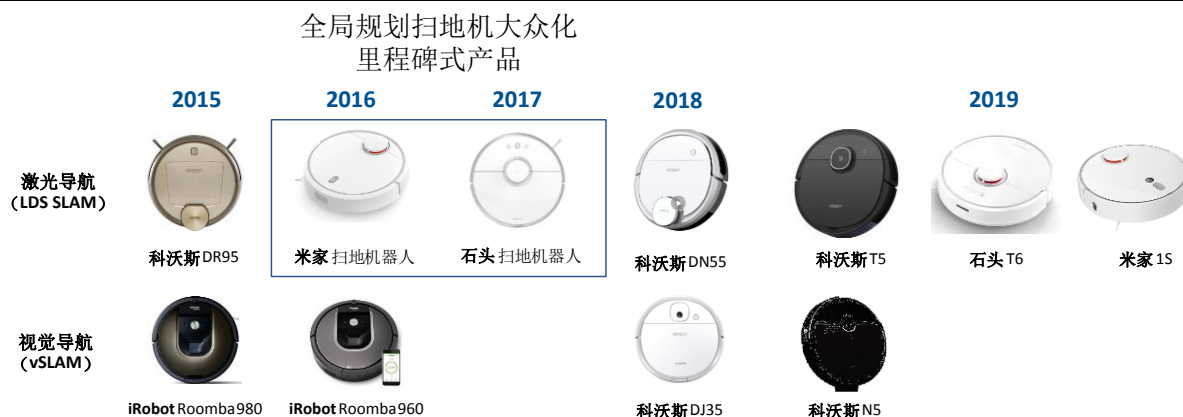 全局规划扫地机大众化
里程碑式产品
2015 2016 2017 2018 2019
激光导航
（LDS SLAM）
科沃斯DR95 米家 扫地机器人 石头 扫地机器人 科沃斯DN55 科沃斯T5 石头 T6 米家 1S
视觉导航
（vSLAM）
iRobot Roomba980 iRobot Roomba960 科沃斯DJ35 科沃斯N5